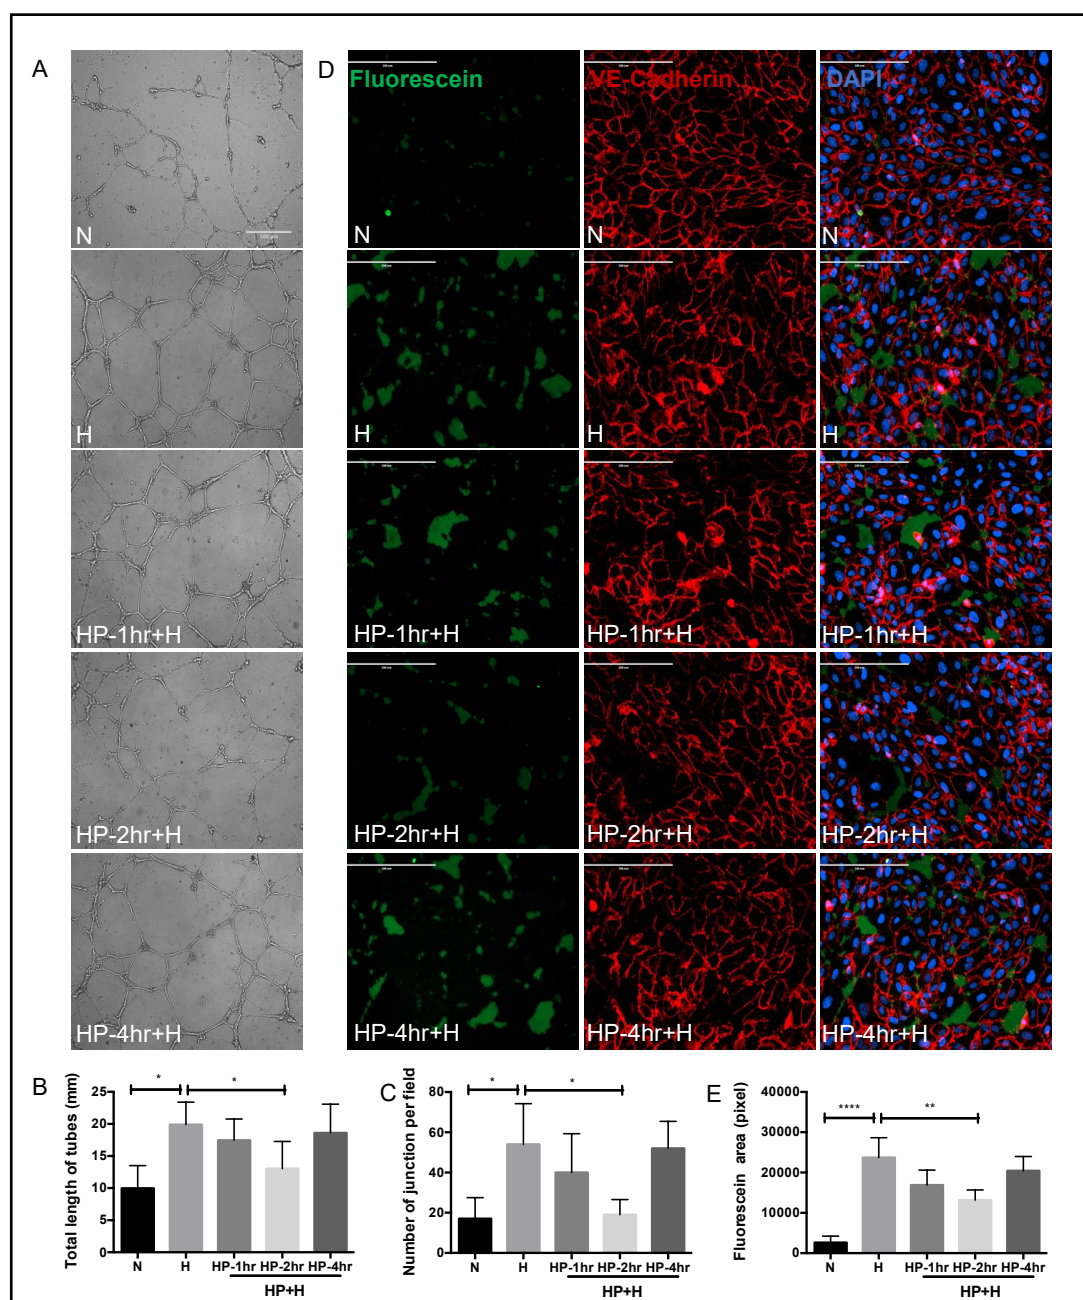 A
D
Fluorescein
VE-Cadherin
DAPI
N
500 μm
N
N
N
H
H
H
H
HP-1hr+H
HP-1hr+H
HP-1hr+H
HP-1hr+H
HP-2hr+H
HP-2hr+H
HP-2hr+H
HP-2hr+H
HP-4hr+H
HP-4hr+H
HP-4hr+H
HP-4hr+H
B
Total length of tubes (mm)
25
20
15
10
5
0
*
*
N H HP-1hr HP-2hr HP-4hr
HP+H
C
Number of junction per field
80
60
40
20
0
*
*
N H HP-1hr HP-2hr HP-4hr
HP+H
E
Fluorescein area (pixel)
40000
30000
20000
10000
0
****
**
N H HP-1hr HP-2hr HP-4hr
HP+H